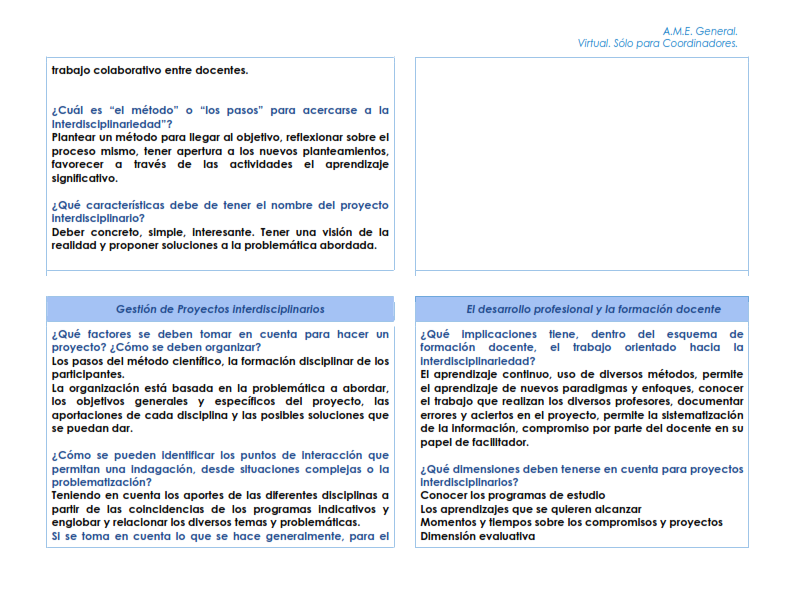 A.M.E. General.
Virtual. Sólo para Coordinadores.
trabajo colaborativo entre docentes.
¿Cuál es “el método” o “los pasos” para acercarse a la
Interdisciplinariedad”?
Plantear un método para llegar al objetivo, reflexionar sobre el
proceso mismo, tener apertura a los nuevos planteamientos,
favorecer a través de las actividades el aprendizaje
significativo.
¿Qué características debe de tener el nombre del proyecto
interdisciplinario?
Deber concreto, simple, interesante. Tener una visión de la
realidad y proponer soluciones a la problemática abordada.
Gestión de Proyectos interdisciplinarios
¿Qué factores se deben tomar en cuenta para hacer un
proyecto? ¿Cómo se deben organizar?
Los pasos del método científico, la formación disciplinar de los
participantes.
La organización está basada en la problemática a abordar,
los objetivos generales y específicos del proyecto, las
aportaciones de cada disciplina y las posibles soluciones que
se puedan dar.
¿Cómo se pueden identificar los puntos de interacción que
permitan una indagación, desde situaciones complejas o la
problematización?
Teniendo en cuenta los aportes de las diferentes disciplinas a
partir de las coincidencias de los programas indicativos y
englobar y relacionar los diversos temas y problemáticas.
Si se toma en cuenta lo que se hace generalmente, para el
El desarrollo profesional y la formación docente
¿Qué implicaciones tiene, dentro del esquema de
formación docente, el trabajo orientado hacia la
interdisciplinariedad?
El aprendizaje continuo, uso de diversos métodos, permite
el aprendizaje de nuevos paradigmas y enfoques, conocer
el trabajo que realizan los diversos profesores, documentar
errores y aciertos en el proyecto, permite la sistematización
de la información, compromiso por parte del docente en su
papel de facilitador.
¿Qué dimensiones deben tenerse en cuenta para proyectos
interdisciplinarios?
Conocer los programas de estudio
Los aprendizajes que se quieren alcanzar
Momentos y tiempos sobre los compromisos y proyectos
Dimensión evaluativa